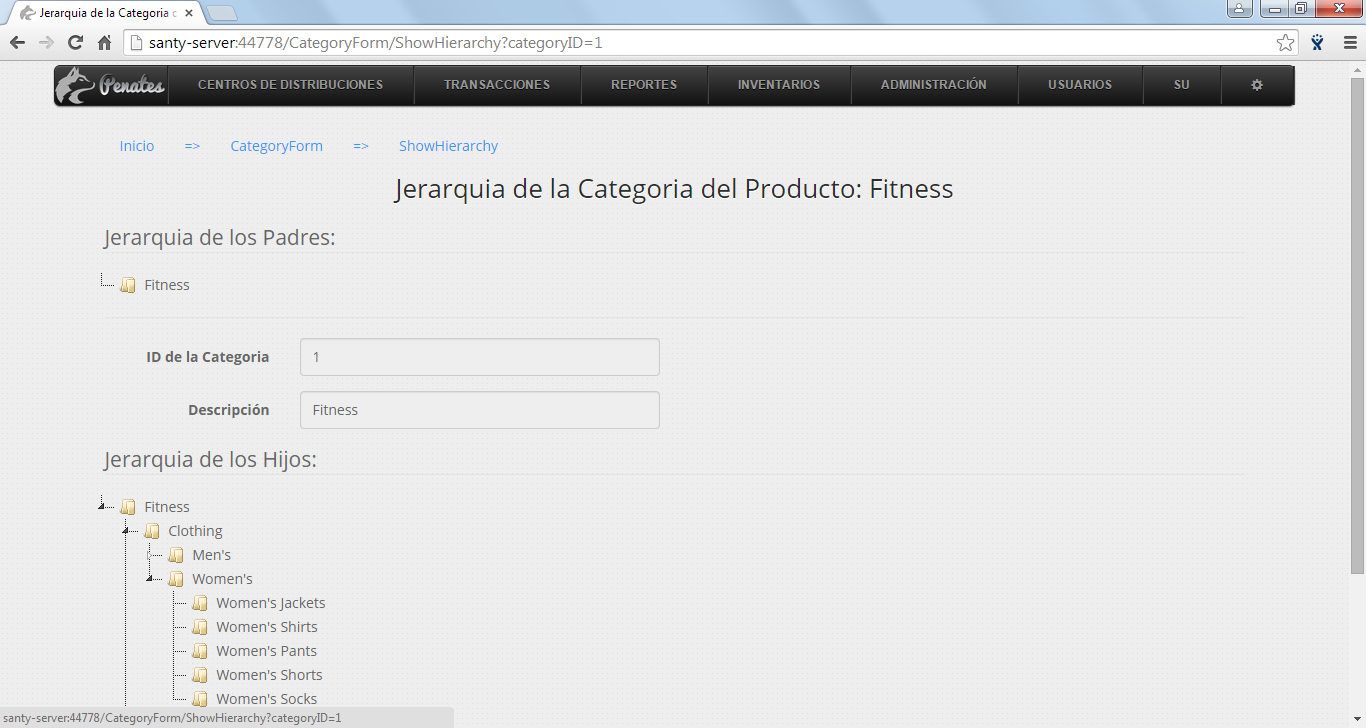 Jerarquia de la Categoria d
santy-server:44778/CategoryForm/ShowHierarchy?categoryID=1
Penates CENTROS DE DISTRIBUCIONES TRANSACCIONES REPORTES INVENTARIOS ADMINISTRACIÓN USUARIOS SU
Inicio => CategoryForm => ShowHierarchy
Jerarquia de la Categoria del Producto: Fitness
Jerarquia de los Padres:
Fitness
ID de la Categoria 1
Descripción Fitness
Jerarquia de los Hijos:
Fitness
Clothing
Men's
Women's
Women's Jackets
Women's Shirts
Women's Pants
Women's Shorts
Women's Socks
santy-server:44778/CategoryForm/ShowHierarchy?categoryID=1